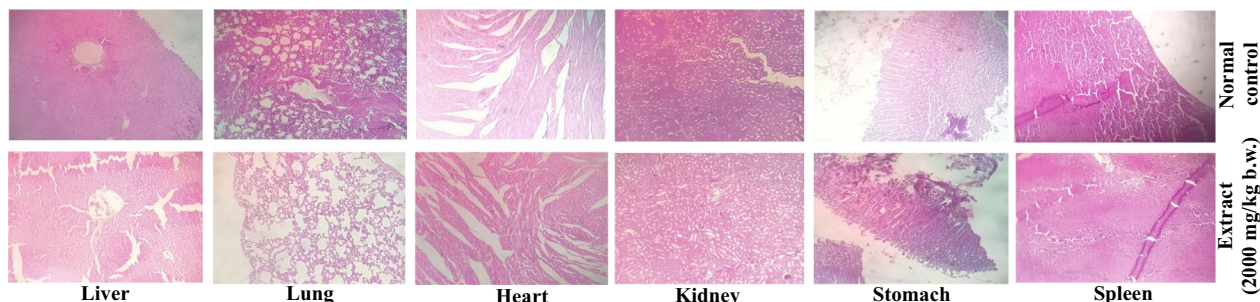 Normal
control
Extract
(2000 mg/kg b.w.)
Liver
Lung
Heart
Kidney
Stomach
Spleen